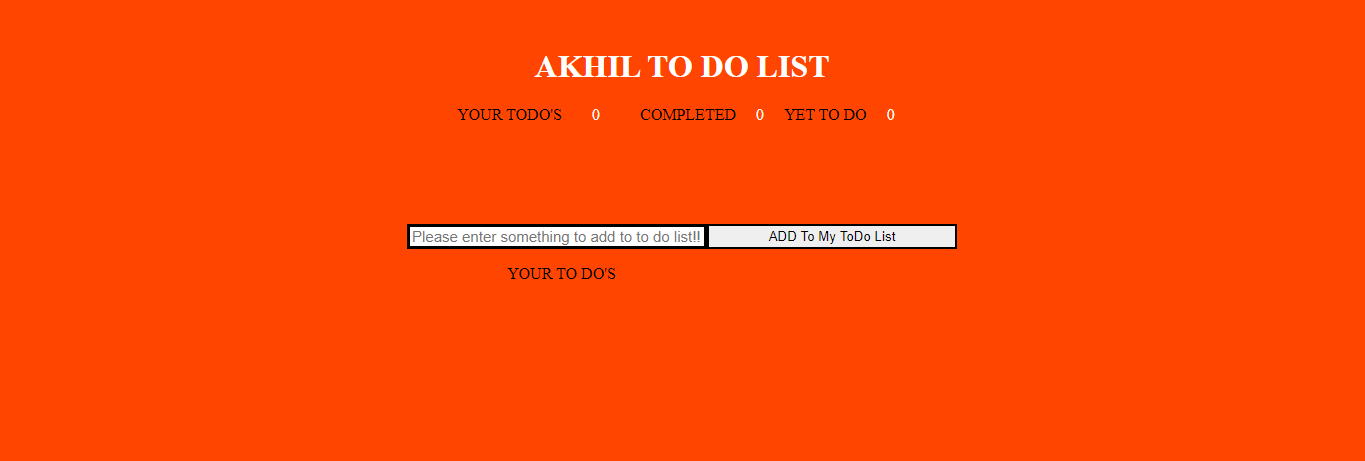 AKHIL TO DO LIST
YOUR TODO'S 0 COMPLETED 0 YET TO DO 0
Please enter something to add to to do list!! ADD To My ToDo List
YOUR TO DO'S